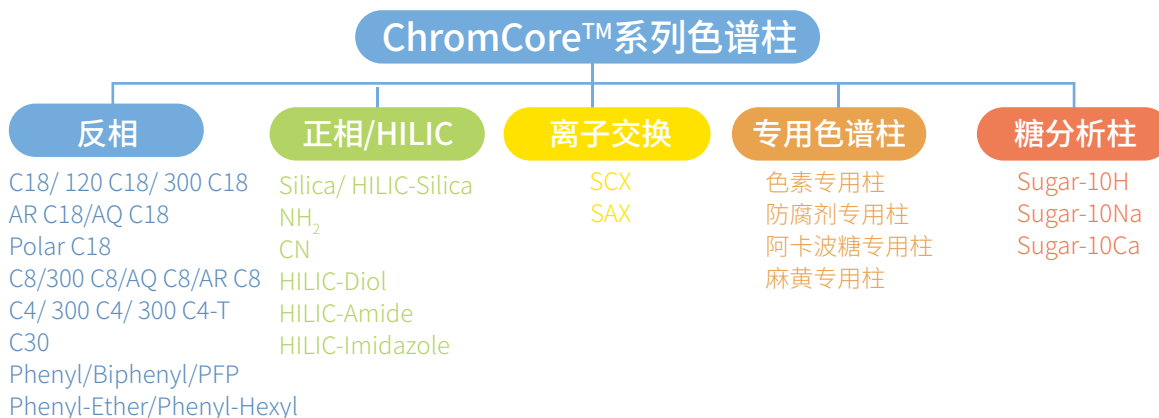 ChromCore™系列色谱柱
反相
C18/ 120 C18/ 300 C18
AR C18/AQ C18
Polar C18
C8/300 C8/AQ C8/AR C8
C4/ 300 C4/ 300 C4-T
C30
Phenyl/Biphenyl/PFP
Phenyl-Ether/Phenyl-Hexyl
正相/HILIC
Silica/ HILIC-Silica
NH₂
CN
HILIC-Diol
HILIC-Amide
HILIC-Imidazole
离子交换
SCX
SAX
专用色谱柱
色素专用柱
防腐剂专用柱
阿卡波糖专用柱
麻黄专用柱
糖分析柱
Sugar-10H
Sugar-10Na
Sugar-10Ca